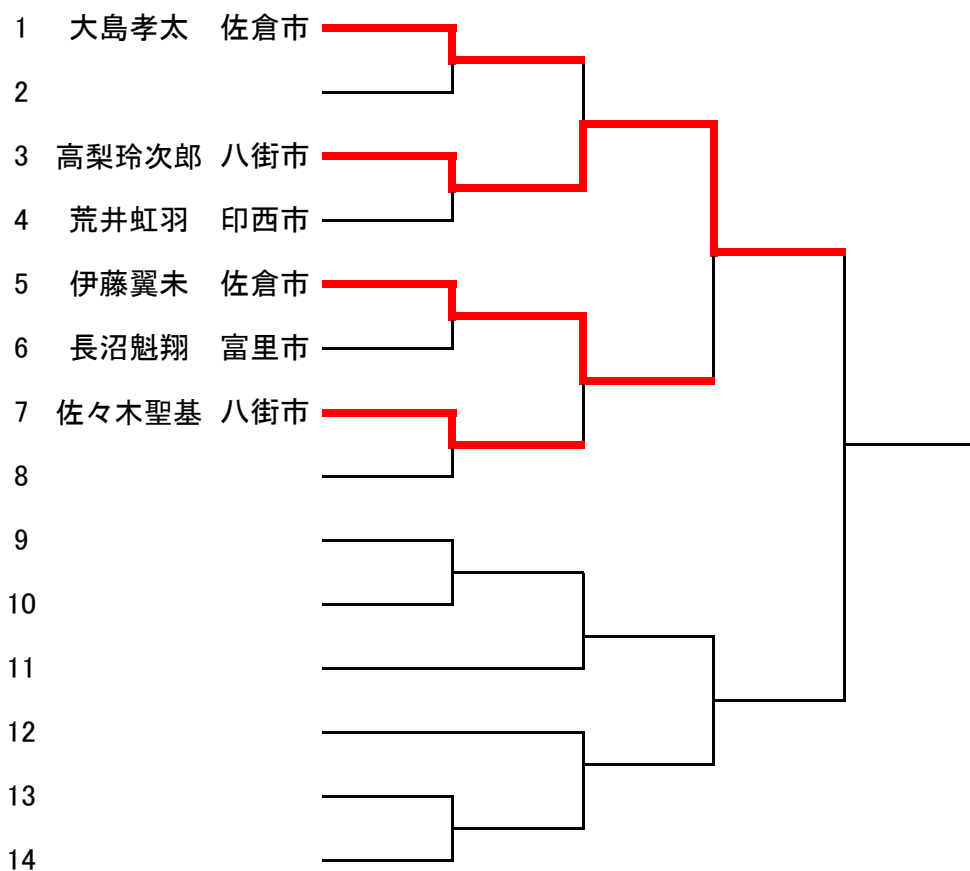 1 大島孝太 佐倉市
2
3 高梨玲次郎 八街市
4 荒井虹羽 印西市
5 伊藤翼未 佐倉市
6 長沼魁翔 富里市
7 佐々木聖基 八街市
8
9
10
11
12
13
14